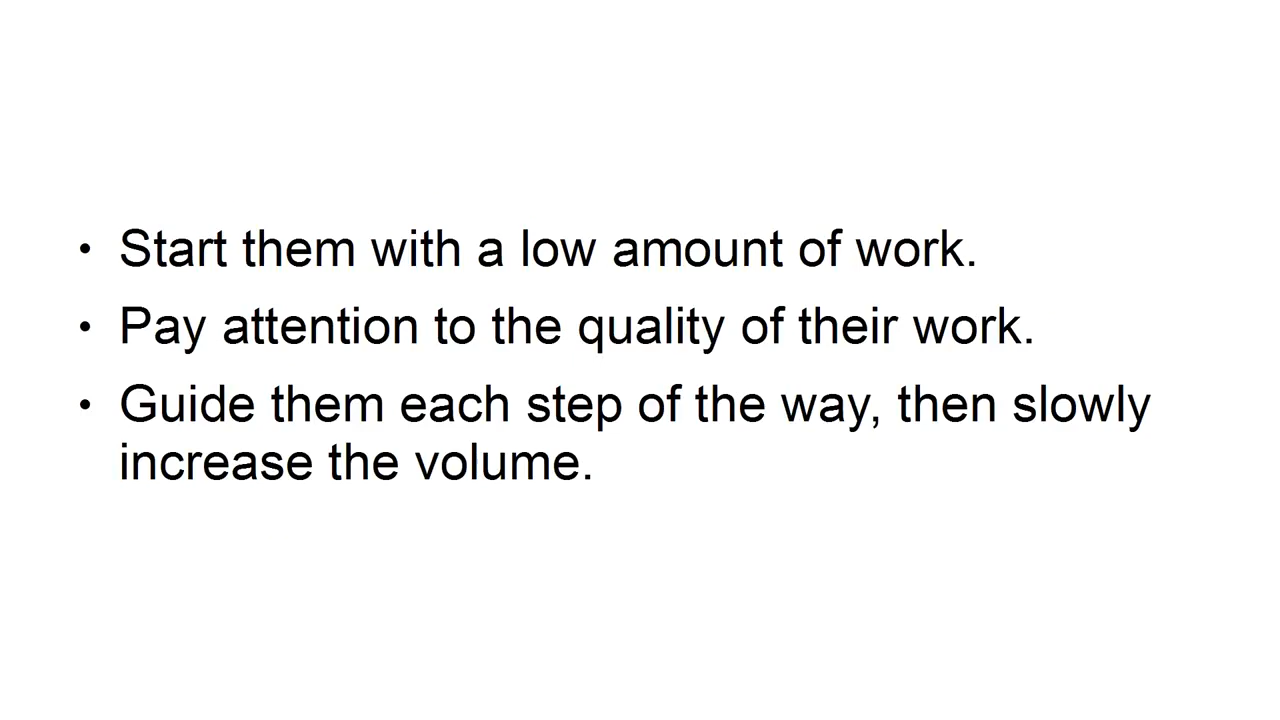 • Start them with a low amount of work.
• Pay attention to the quality of their work.
• Guide them each step of the way, then slowly
increase the volume.